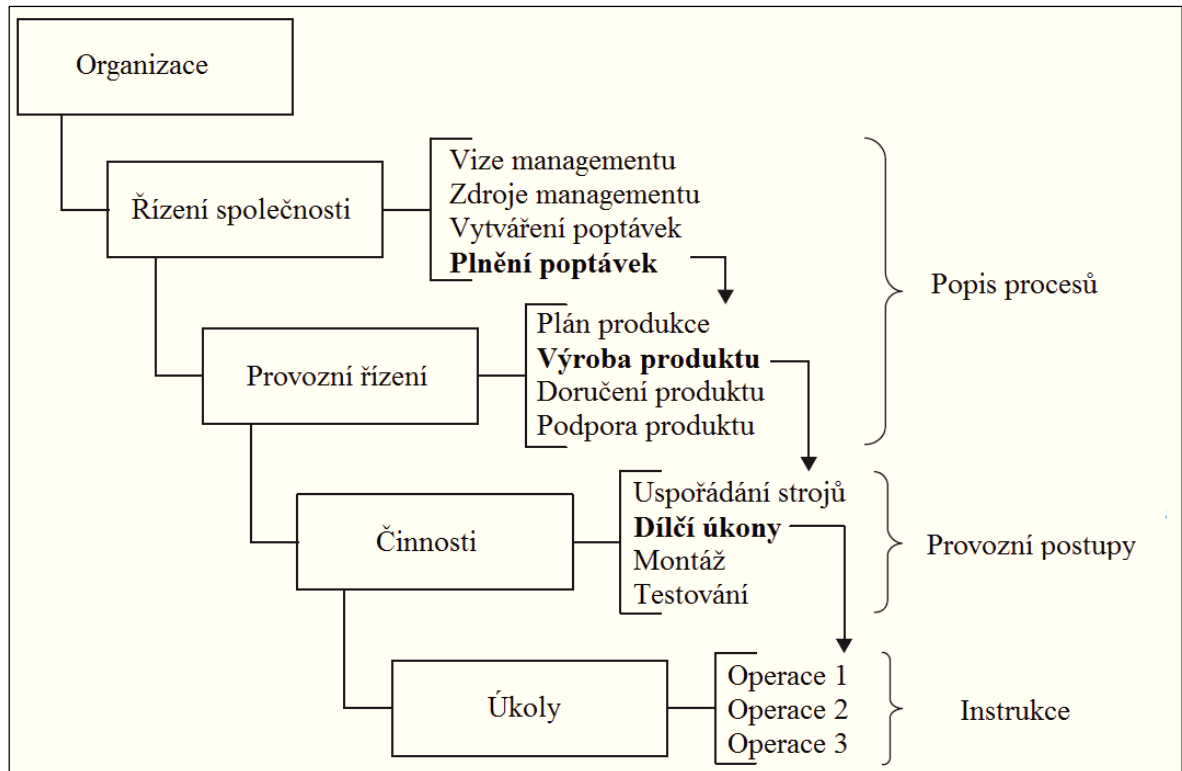 Organizace
Řízení společnosti
Vize managementu
Zdroje managementu
Vytváření poptávek
Plnění poptávek
Popis procesů
Provozní řízení
Plán produkce
Výroba produktu
Doručení produktu
Podpora produktu
Činnosti
Uspořádání strojů
Dílčí úkony
Montáž
Testování
Provozní postupy
Úkoly
Operace 1
Operace 2
Operace 3
Instrukce